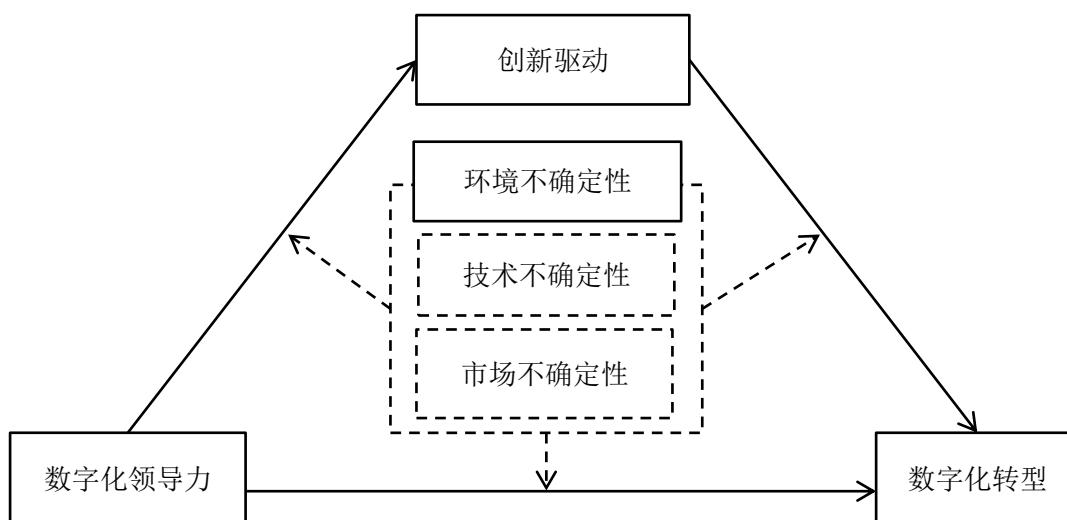 创新驱动
环境不确定性
技术不确定性
市场不确定性
数字化领导力
数字化转型